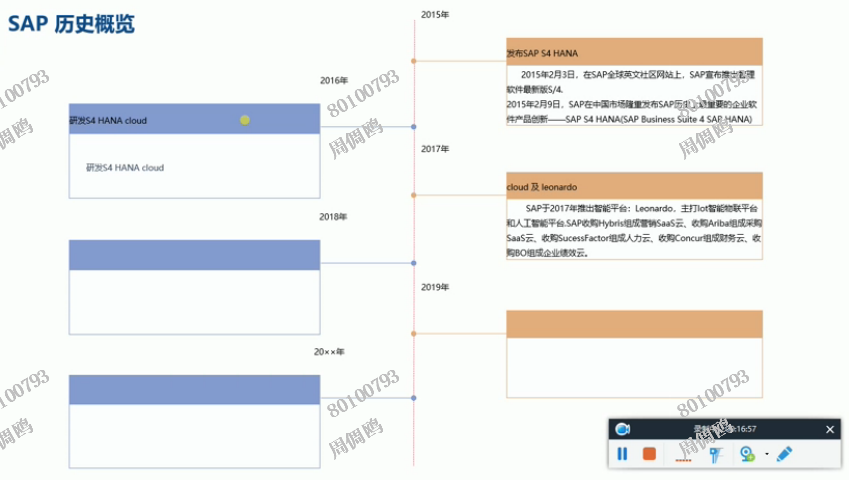 SAP 历史概览
2015年
发布SAP S4 HANA
2015年2月3日，在SAP全球英文社区网站上，SAP宣布推出管理
软件最新版S/4.
2015年2月9日，SAP在中国市场隆重发布SAP历史上最重要的企业软
件产品创新——SAP S4 HANA(SAP Business Suite 4 SAP HANA)
2016年
研发S4 HANA cloud
研发S4 HANA cloud
2017年
cloud 及 leonardo
SAP于2017年推出智能平台：Leonardo，主打Iot智能物联平台
和人工智能平台.SAP收购Hybris组成营销SaaS云、收购Ariba组成采购
SaaS云、收购SucessFactor组成人力云、收购Concur组成财务云、收
购BO组成企业绩效云。
2018年
2019年
20××年
80100793
周倜鸥
80100793
周倜鸥
80100793
周倜鸥
80100793
周倜鸥
80100793
周倜鸥
80100793
周倜鸥
16:57